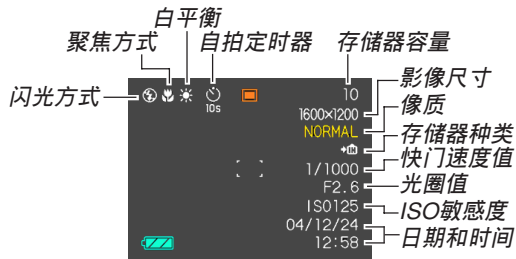 白平衡
聚焦方式 自拍定时器 存储器容量
闪光方式
10s
10
影像尺寸
1600×1200
像质
NORMAL
存储器种类
IN
快门速度值
1/1000
光圈值
F2.6
ISO敏感度
ISO125
日期和时间
04/12/24
12:58